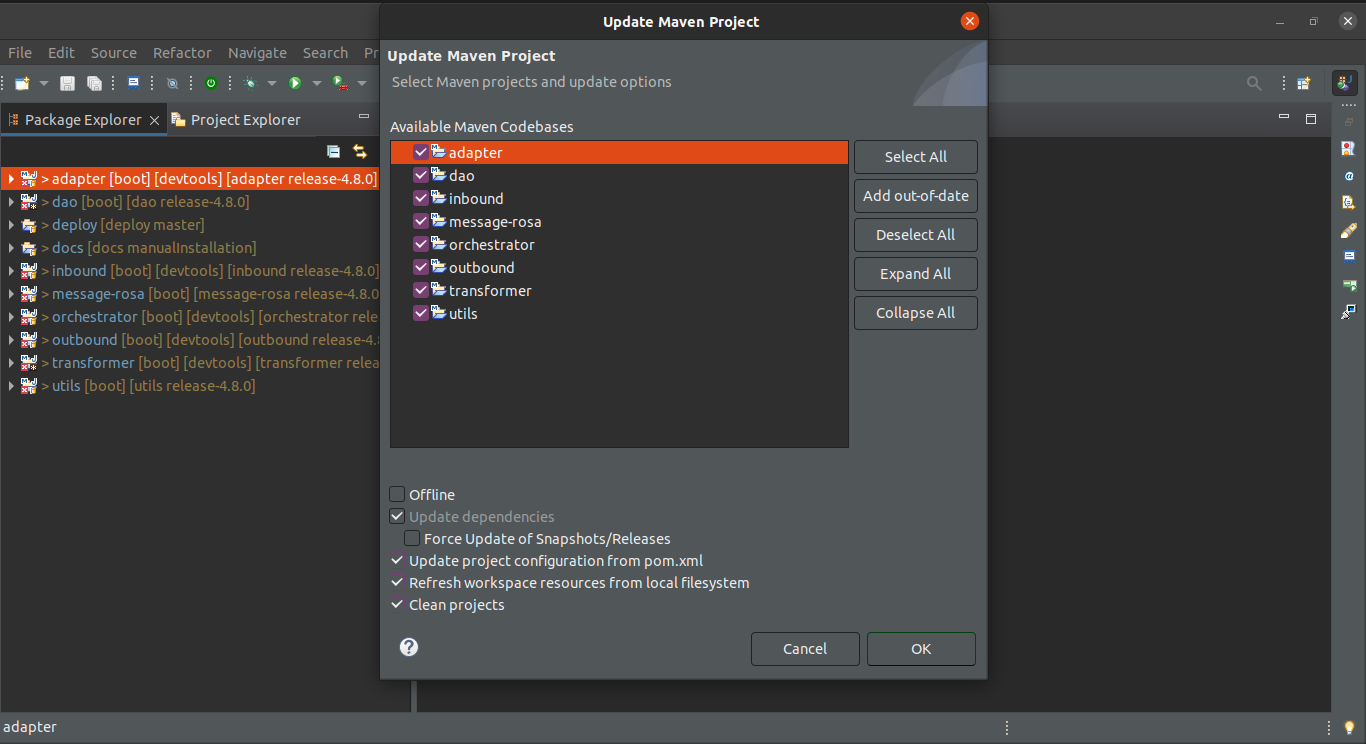 Update Maven Project
File Edit Source Refactor Navigate Search Pr
Package Explorer
Project Explorer
> adapter [boot] [devtools] [adapter release-4.8.0]
> dao [boot] [dao release-4.8.0]
> deploy [deploy master]
> docs [docs manualInstallation]
> inbound [boot] [devtools] [inbound release-4.8.0]
> message-rosa [boot] [message-rosa release-4.8.0
> orchestrator [boot] [devtools] [orchestrator rele
> outbound [boot] [devtools] [outbound release-4.
> transformer [boot] [devtools] [transformer relea
> utils [boot] [utils release-4.8.0]
Update Maven Project
Select Maven projects and update options
Available Maven Codebases
adapter
dao
inbound
message-rosa
orchestrator
outbound
transformer
utils
Select All
Add out-of-date
Deselect All
Expand All
Collapse All
Offline
Update dependencies
Force Update of Snapshots/Releases
Update project configuration from pom.xml
Refresh workspace resources from local filesystem
Clean projects
?
Cancel
OK
adapter